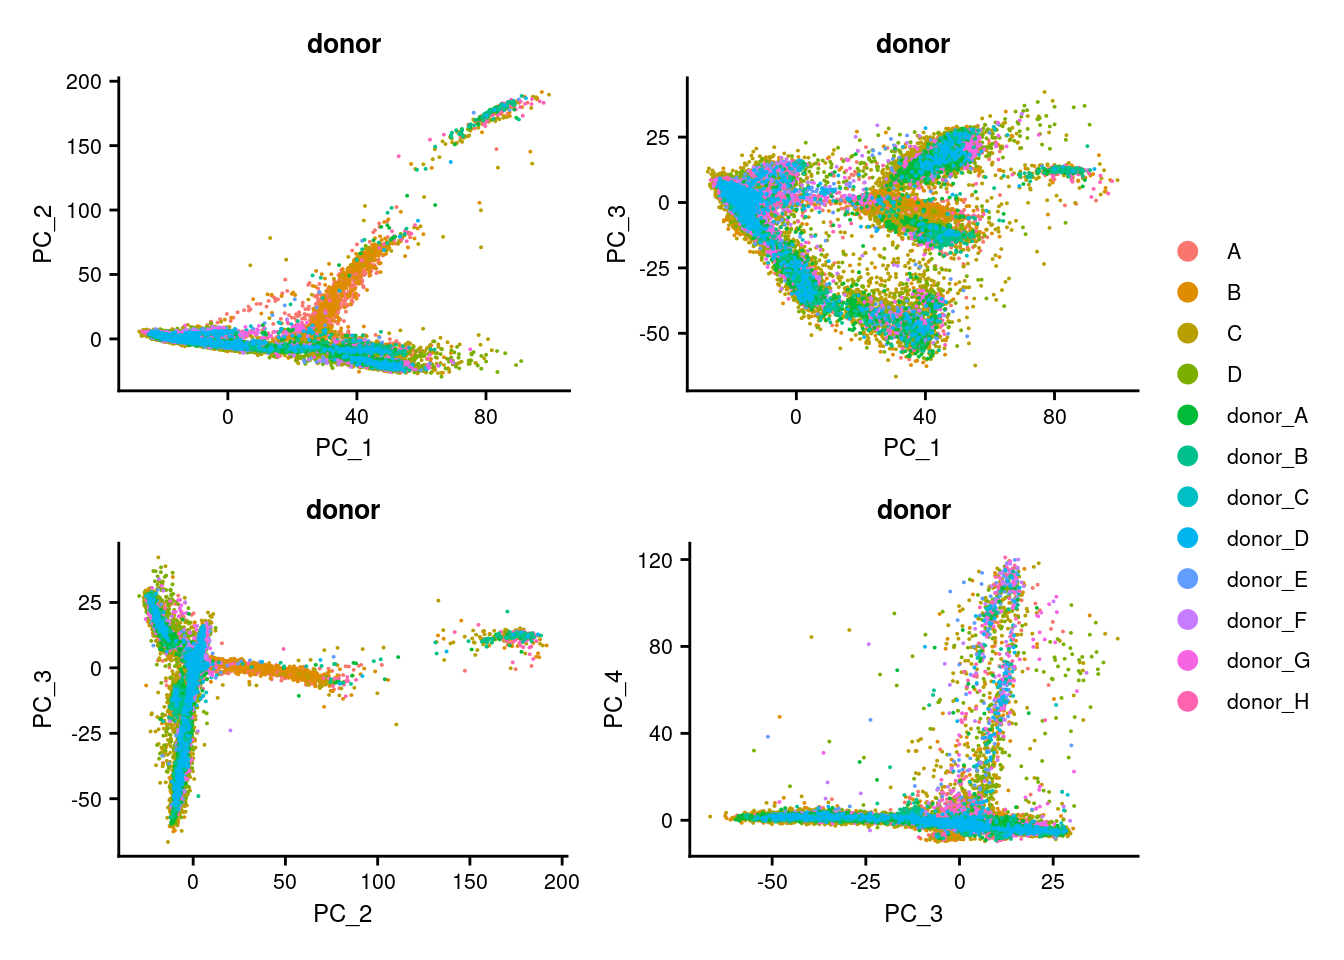 donor
200
150
100
50
0
PC_2
0
40
80
PC_1
donor
25
0
-25
-50
PC_3
0
40
80
PC_1
donor
25
0
-25
-50
PC_3
0
50
100
150
200
PC_2
donor
120
80
40
0
PC_4
-50
-25
0
25
PC_3
A
B
C
D
donor_A
donor_B
donor_C
donor_D
donor_E
donor_F
donor_G
donor_H